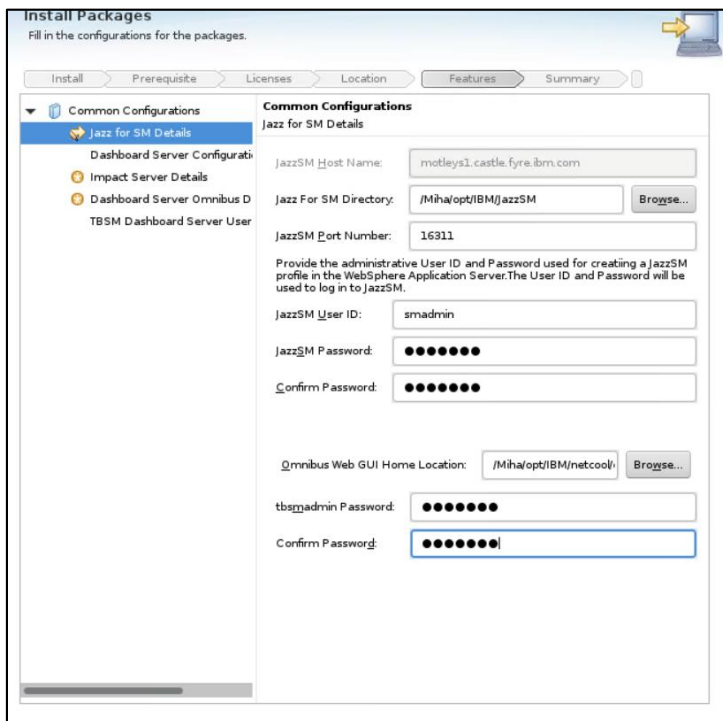 Install Packages
Fill in the configurations for the packages.
Install Prerequisite Licenses Location Features Summary
Common Configurations
Jazz for SM Details
Dashboard Server Configurati
Impact Server Details
Dashboard Server Omnibus D
TBSM Dashboard Server User
Common Configurations
Jazz for SM Details
JazzSM Host Name: motleys1.castle.fyre.ibm.com
Jazz For SM Directory: /Miha/opt/IBM/JazzSM Browse...
JazzSM Port Number: 16311
Provide the administrative User ID and Password used for creatiing a JazzSM
profile in the WebSphere Application Server.The User ID and Password will be
used to log in to JazzSM.
JazzSM User ID: smadmin
JazzSM Password: ●●●●●●●
Confirm Password: ●●●●●●●
Omnibus Web GUI Home Location: /Miha/opt/IBM/netcool/ Browse...
tbsmadmin Password: ●●●●●●●
Confirm Password: ●●●●●●●